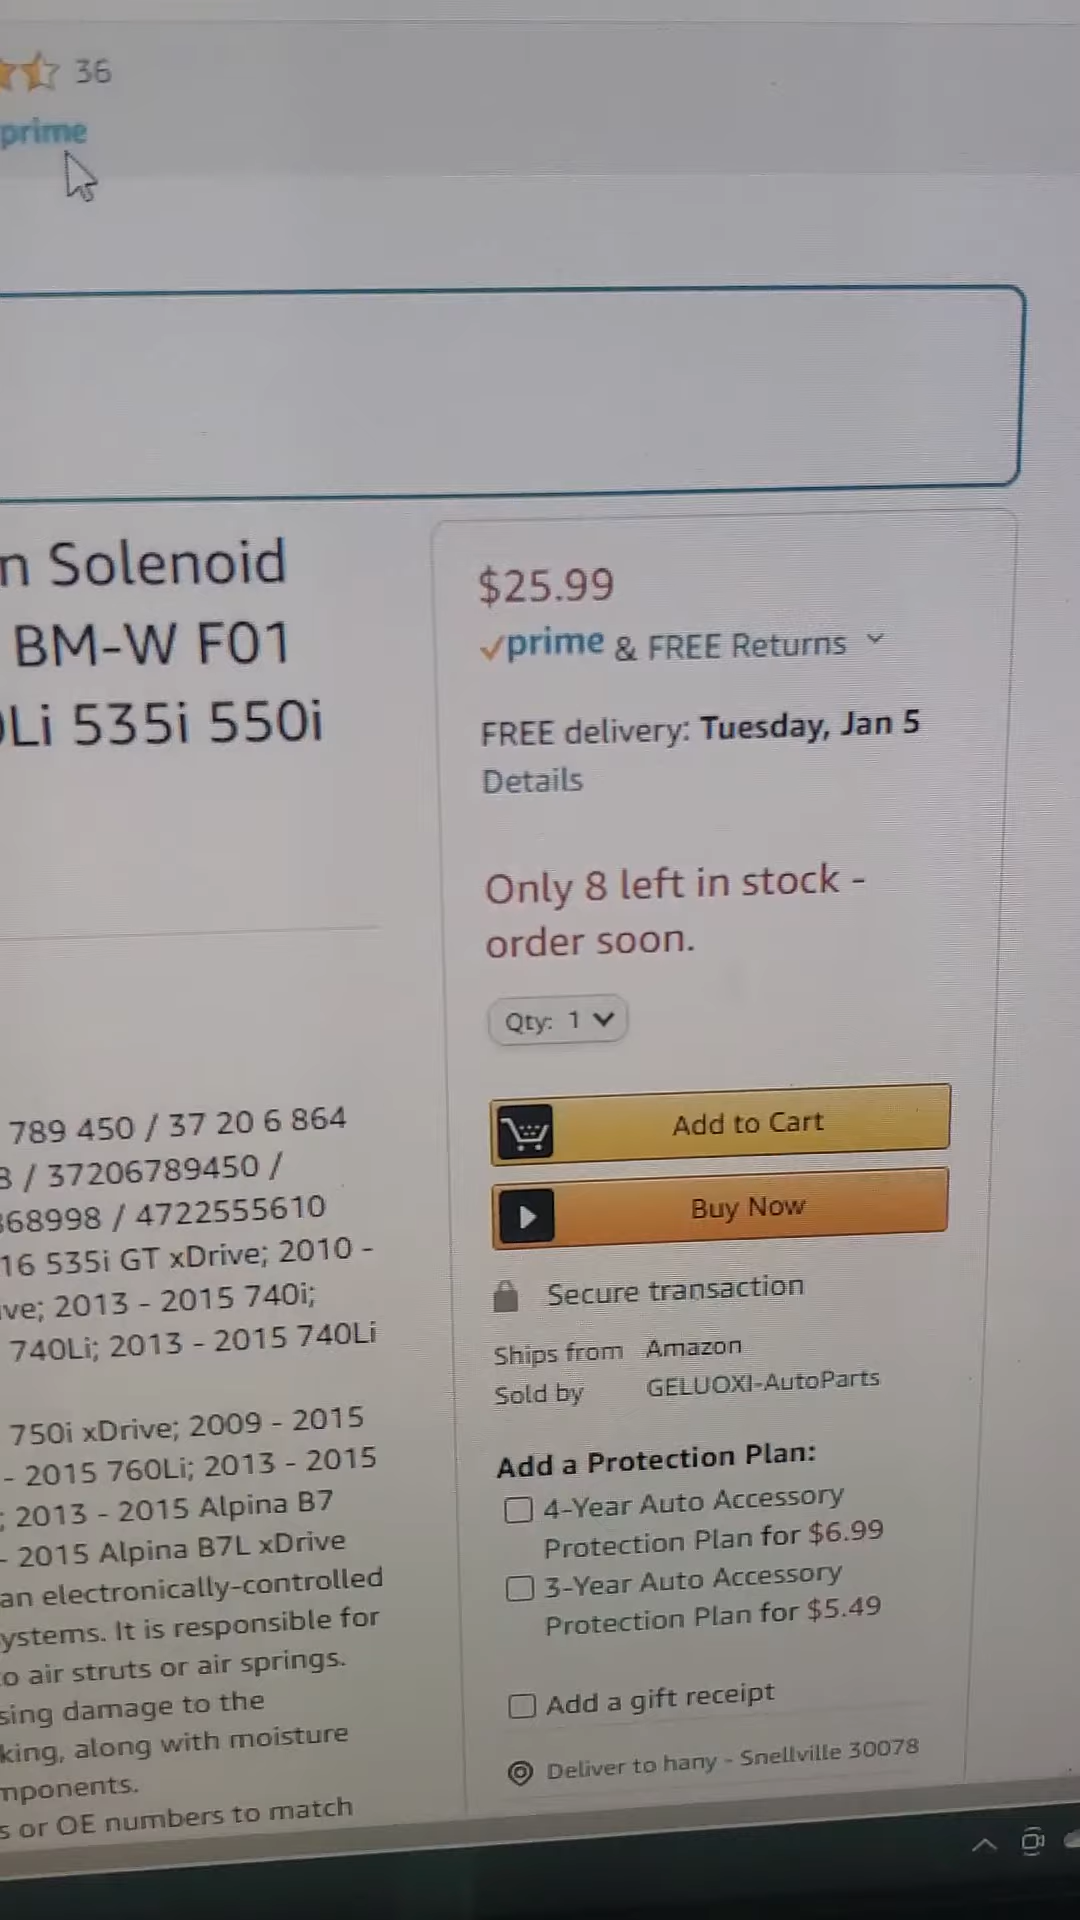 36
prime
n Solenoid
BM-W F01
Li 535i 550i
$25.99
prime & FREE Returns
FREE delivery: Tuesday, Jan 5
Details
Only 8 left in stock -
order soon.
Qty: 1
789 450 / 37 20 6 864
/ 37206789450 /
68998 / 4722555610
16 535i GT xDrive; 2010 -
ve; 2013 - 2015 740i;
740Li; 2013 - 2015 740Li
750i xDrive; 2009 - 2015
- 2015 760Li; 2013 - 2015
; 2013 - 2015 Alpina B7
- 2015 Alpina B7L xDrive
an electronically-controlled
ystems. It is responsible for
o air struts or air springs.
sing damage to the
king, along with moisture
mponents.
s or OE numbers to match
Add to Cart
Buy Now
Secure transaction
Ships from Amazon
Sold by GELUOXI-AutoParts
Add a Protection Plan:
4-Year Auto Accessory
Protection Plan for $6.99
3-Year Auto Accessory
Protection Plan for $5.49
Add a gift receipt
Deliver to hany - Snellville 30078